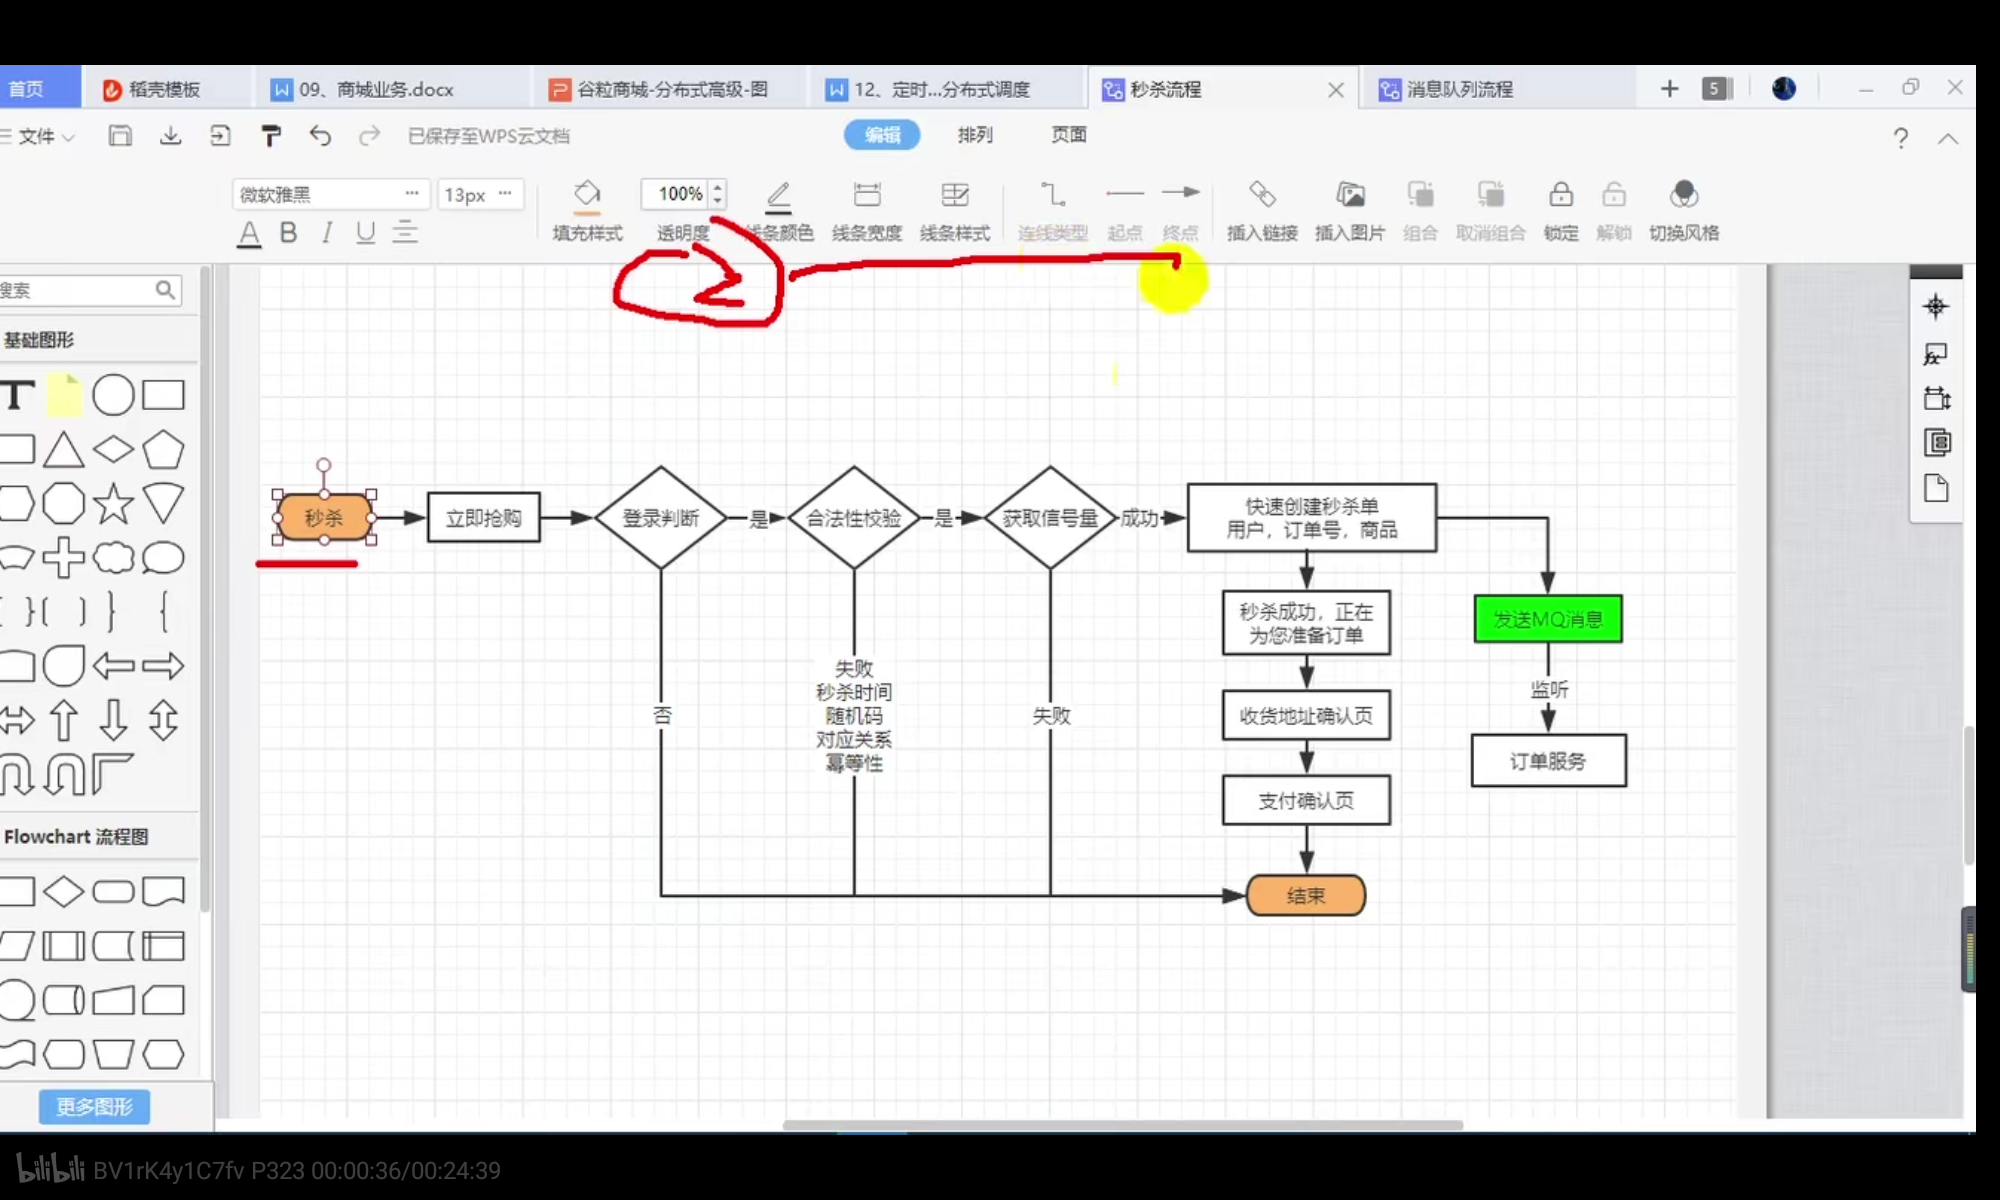 首页
稻壳模板
09、商城业务.docx
谷粒商城-分布式高级-图
12、定时...分布式调度
秒杀流程
消息队列流程
5
文件
已保存至WPS云文档
编辑
排列
页面
微软雅黑
13px
100%
填充样式
透明度
线条颜色
线条宽度
线条样式
连线类型
起点
终点
插入链接
插入图片
组合
取消组合
锁定
解锁
切换风格
A B I U
2
搜索
基础图形
T
秒杀
立即抢购
登录判断
是
合法性校验
是
获取信号量
成功
快速创建秒杀单
用户，订单号，商品
秒杀成功，正在
为您准备订单
发送MQ消息
否
失败
秒杀时间
随机码
对应关系
幂等性
失败
监听
收货地址确认页
订单服务
支付确认页
结束
Flowchart 流程图
更多图形
bilibili BV1rK4y1C7fv P323 00:00:36/00:24:39